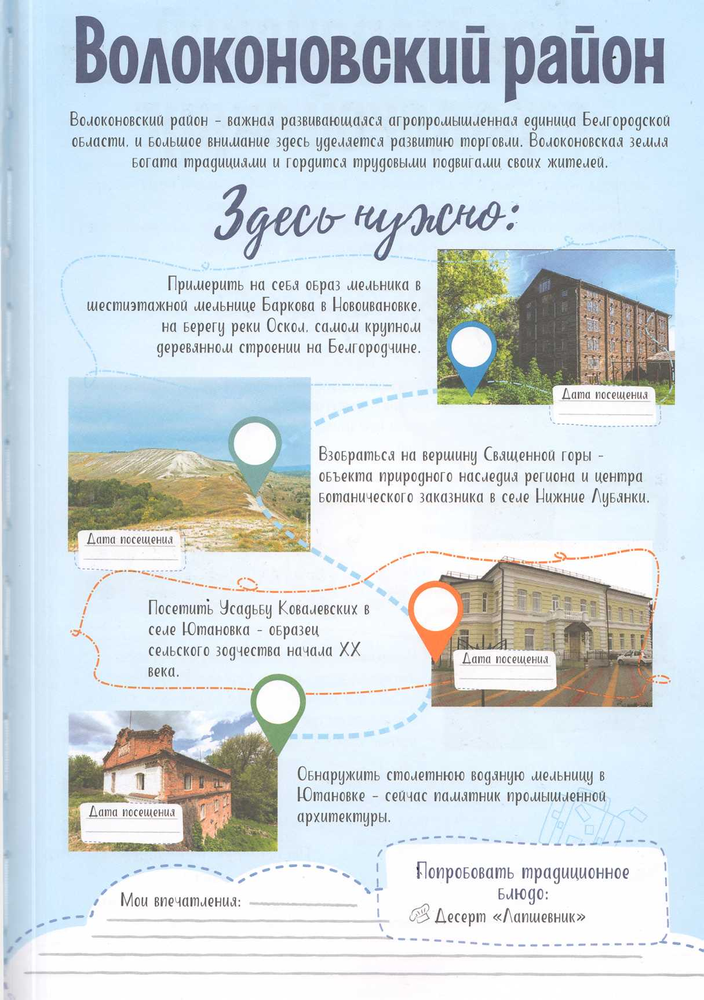 Волоконовский район
Волоконовский район - важная развивающаяся агропромышленная единица Белгородской
области, и большое внимание здесь уделяется развитию торговли. Волоконовская земля
богата традициями и гордится трудовыми подвигами своих жителей.
Здесь нужно:
Примерить на себя образ мельника в
шестиэтажной мельнице Баркова в Новоивановке,
на берегу реки Оскол, самом крупном
деревянном строении на Белгородчине.
Дата посещения
Взобраться на вершину Священной горы -
объекта природного наследия региона и центра
ботанического заказника в селе Нижние Лубянки.
Дата посещения
Посетить Усадьбу Ковалевских в
селе Ютановка - образец
сельского зодчества начала XX
века.
Дата посещения
Обнаружить столетнюю водяную мельницу в
Ютановке - сейчас памятник промышленной
архитектуры.
Дата посещения
Мои впечатления:
Попробовать традиционное
блюдо:
Десерт «Лапшевник»